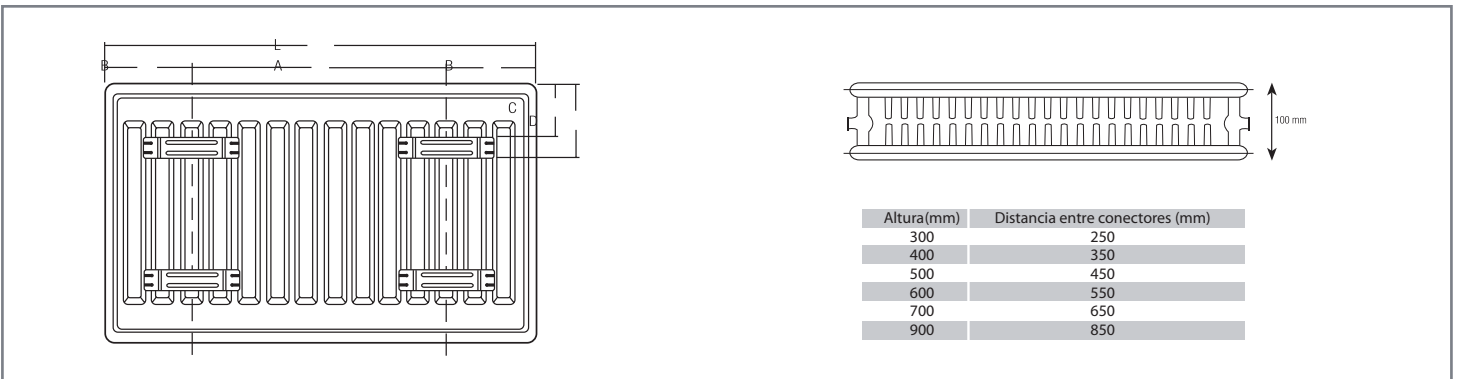 L
B A B
C
D
100 mm
Altura(mm) Distancia entre conectores (mm)
300 250
400 350
500 450
600 550
700 650
900 850